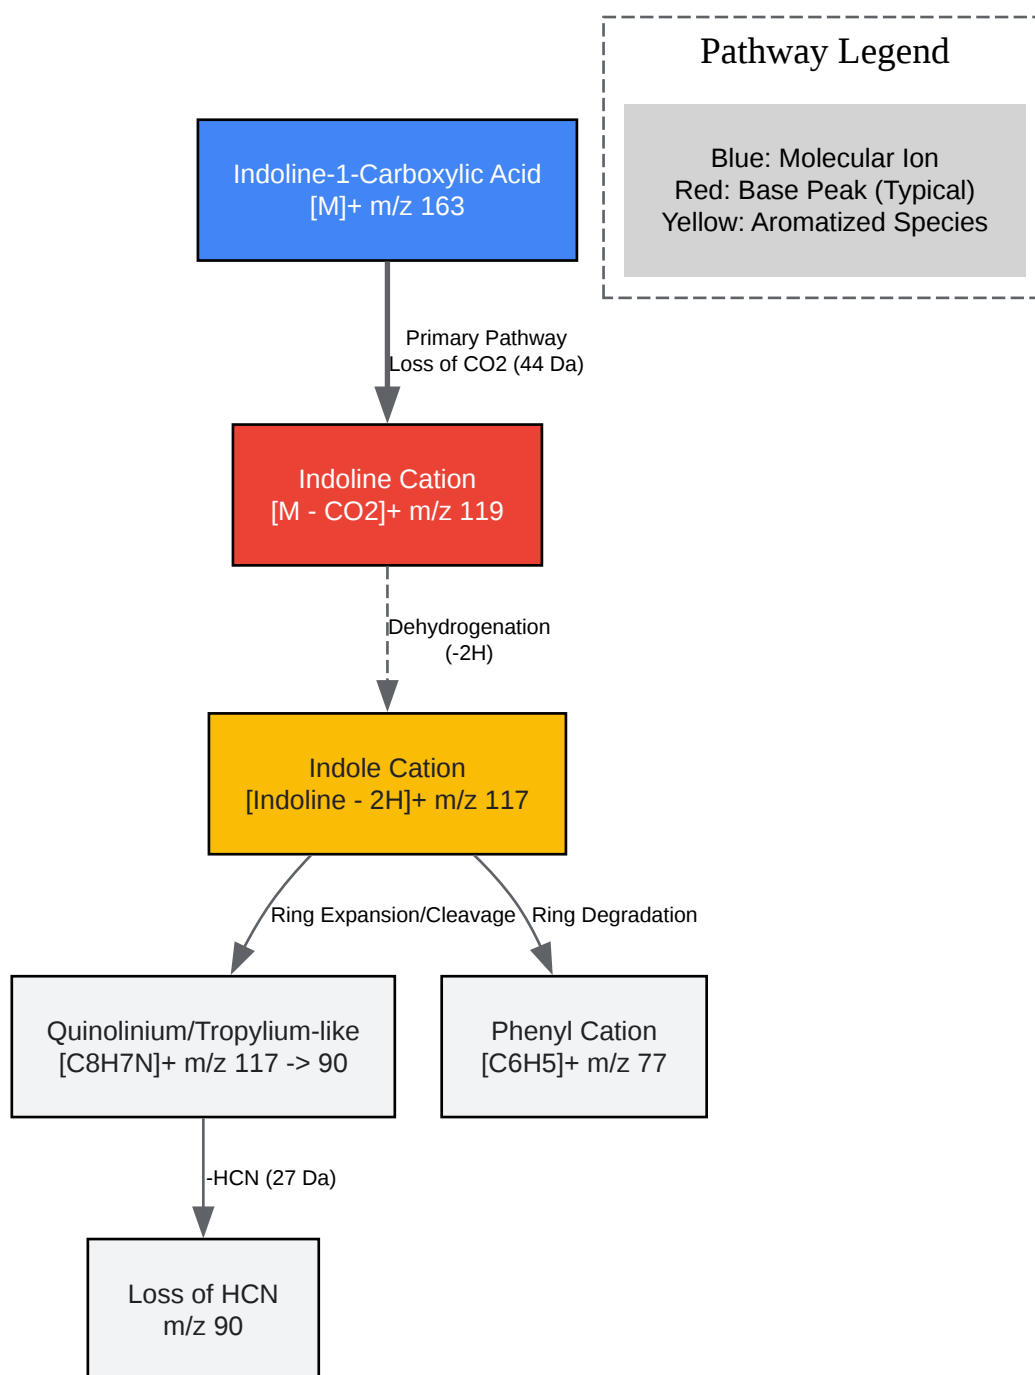 Pathway Legend
Blue: Molecular Ion
Red: Base Peak (Typical)
Yellow: Aromatized Species
Indoline-1-Carboxylic Acid
[M]+ m/z 163
Primary Pathway
Loss of CO2 (44 Da)
Indoline Cation
[M - CO2]+ m/z 119
Dehydrogenation
(-2H)
Indole Cation
[Indoline - 2H]+ m/z 117
Ring Expansion/Cleavage
Ring Degradation
Quinolinium/Tropylium-like
[C8H7N]+ m/z 117 -> 90
Phenyl Cation
[C6H5]+ m/z 77
-HCN (27 Da)
Loss of HCN
m/z 90